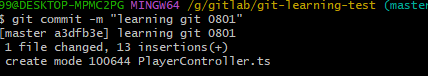 99@DESKTOP-MPMC2PG MINGW64 /g/gitlab/git-learning-test (master
$ git commit -m "learning git 0801"
[master a3dfb3e] learning git 0801
 1 file changed, 13 insertions(+)
 create mode 100644 PlayerController.ts